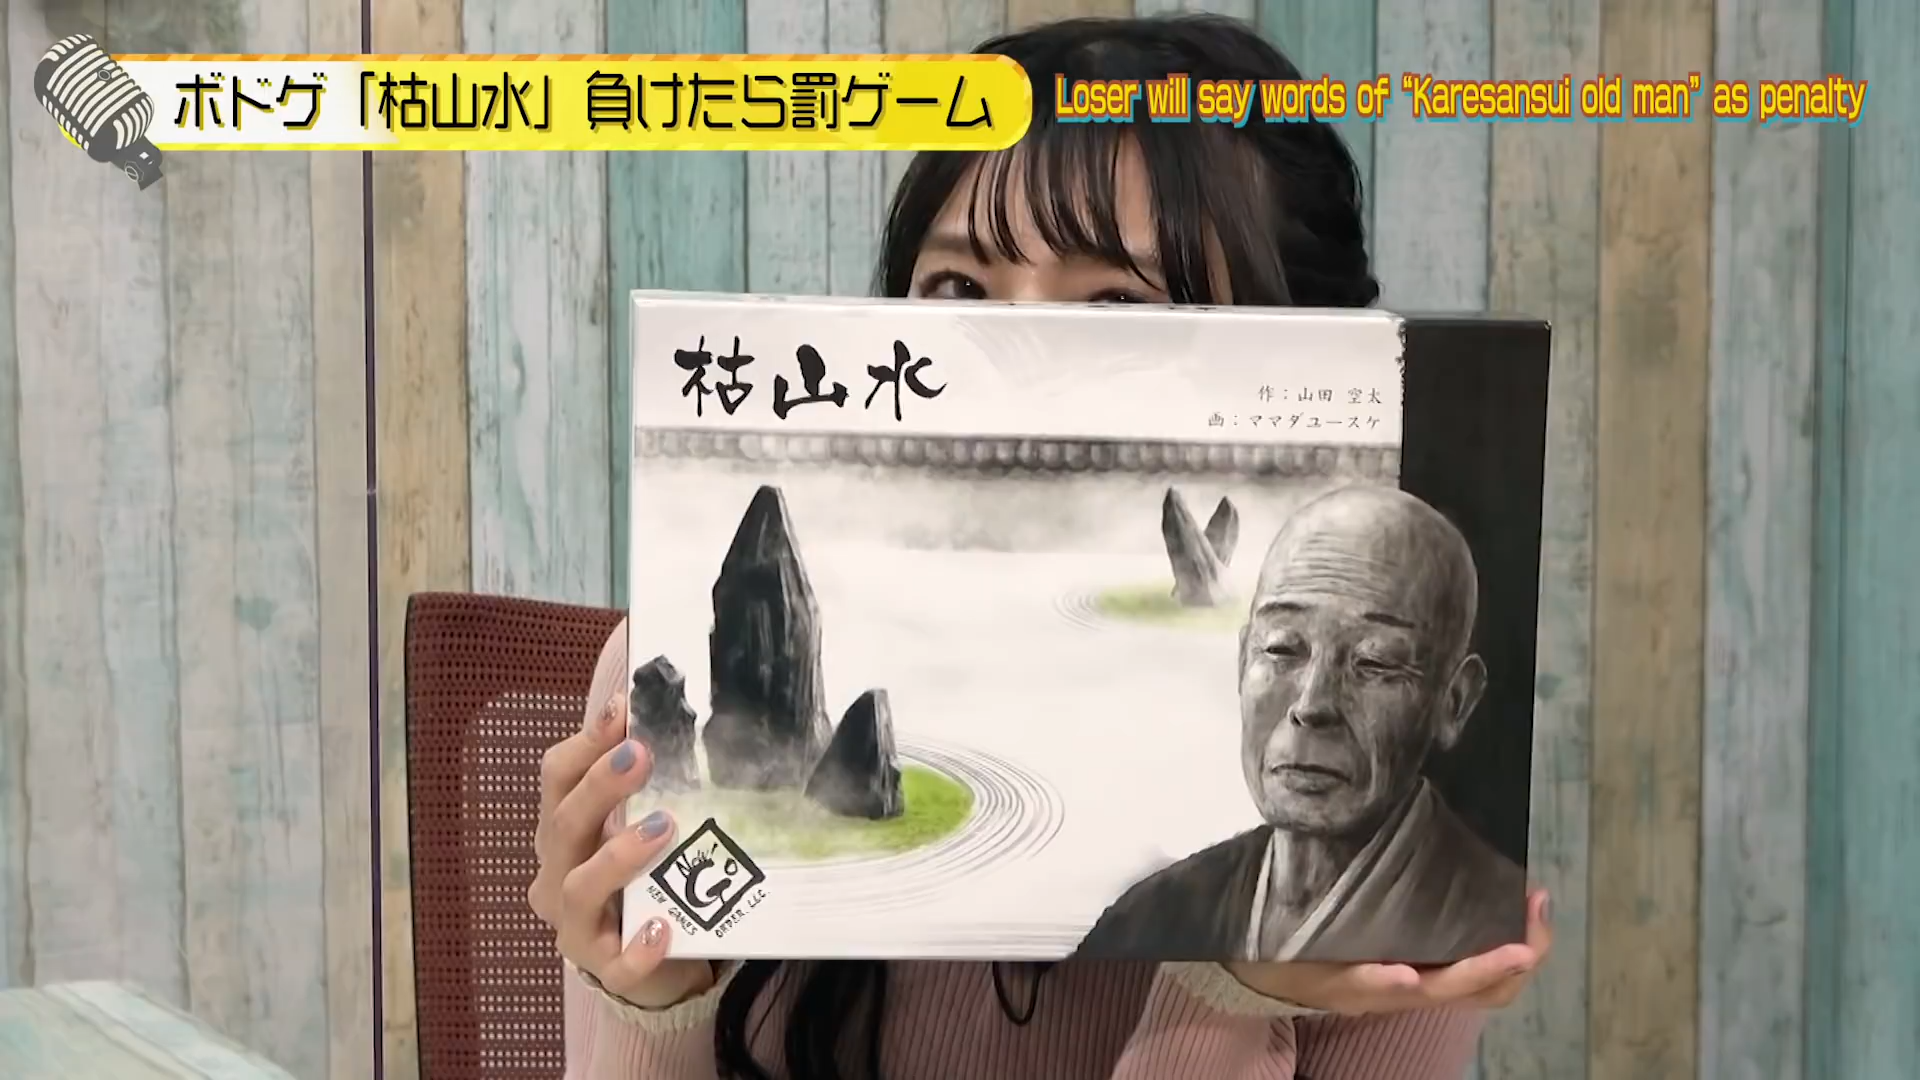 ボドゲ「枯山水」負けたら罰ゲーム
Loser will say words of “Karesansui old man” as penalty
枯山水
作：山田 空太
画：ママダユースケ
New!
G
NEW GAMES ORDER, LLC.